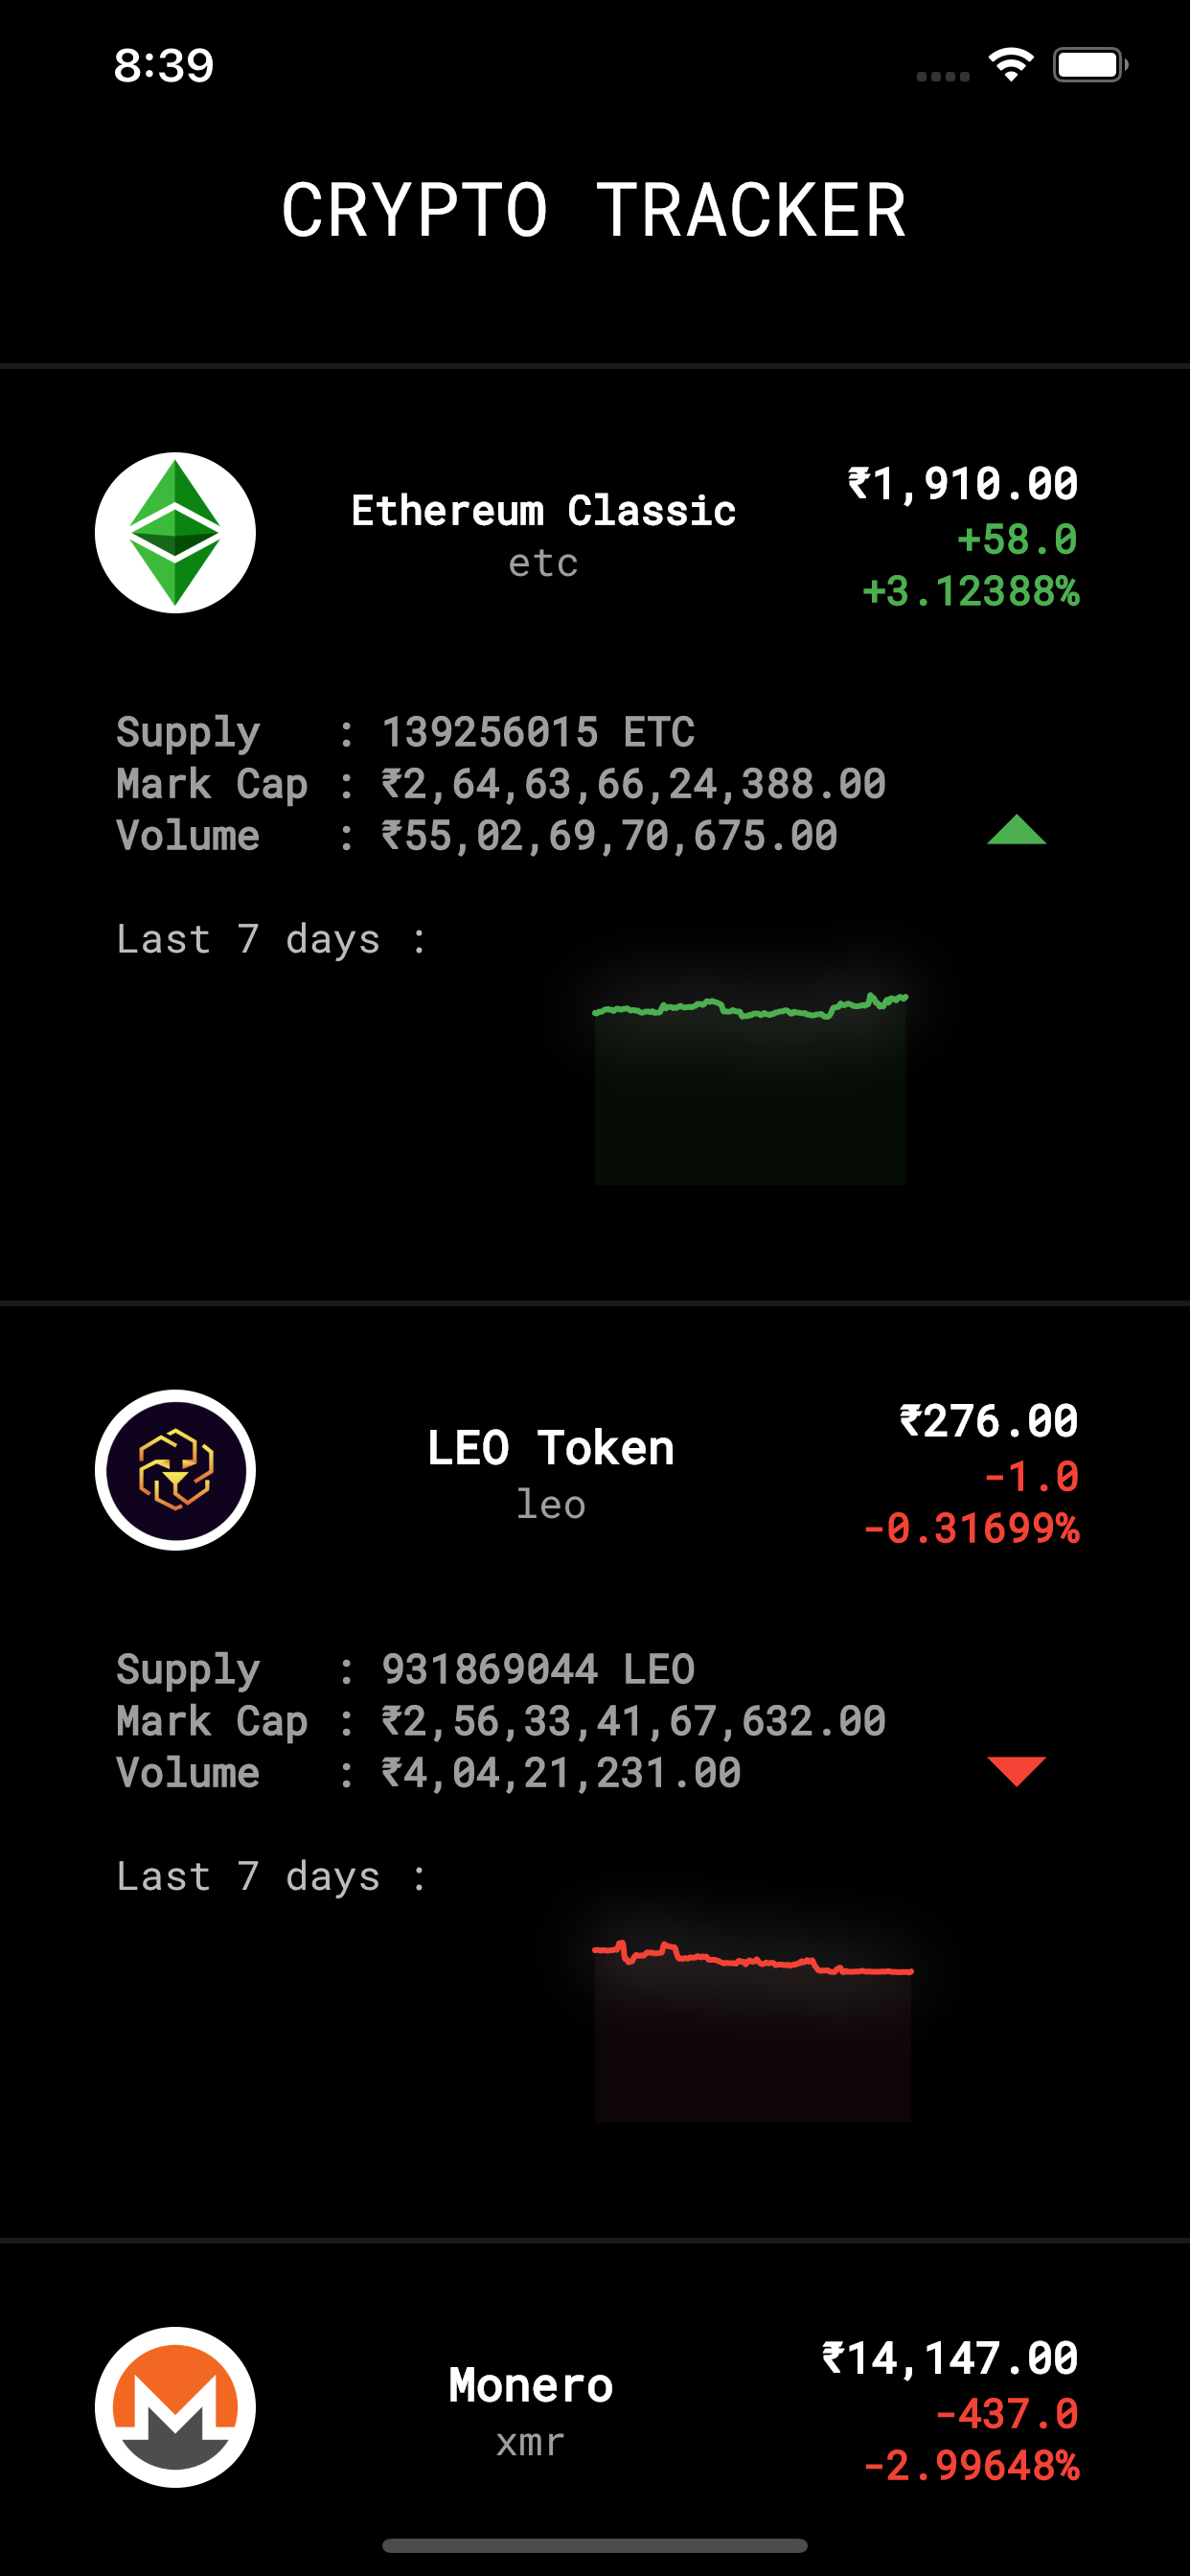 8:39
CRYPTO TRACKER
Ethereum Classic
etc
₹1,910.00
+58.0
+3.12388%
Supply : 139256015 ETC
Mark Cap : ₹2,64,63,66,24,388.00
Volume : ₹55,02,69,70,675.00
Last 7 days :
LEO Token
leo
₹276.00
-1.0
-0.31699%
Supply : 931869044 LEO
Mark Cap : ₹2,56,33,41,67,632.00
Volume : ₹4,04,21,231.00
Last 7 days :
Monero
xmr
₹14,147.00
-437.0
-2.99648%